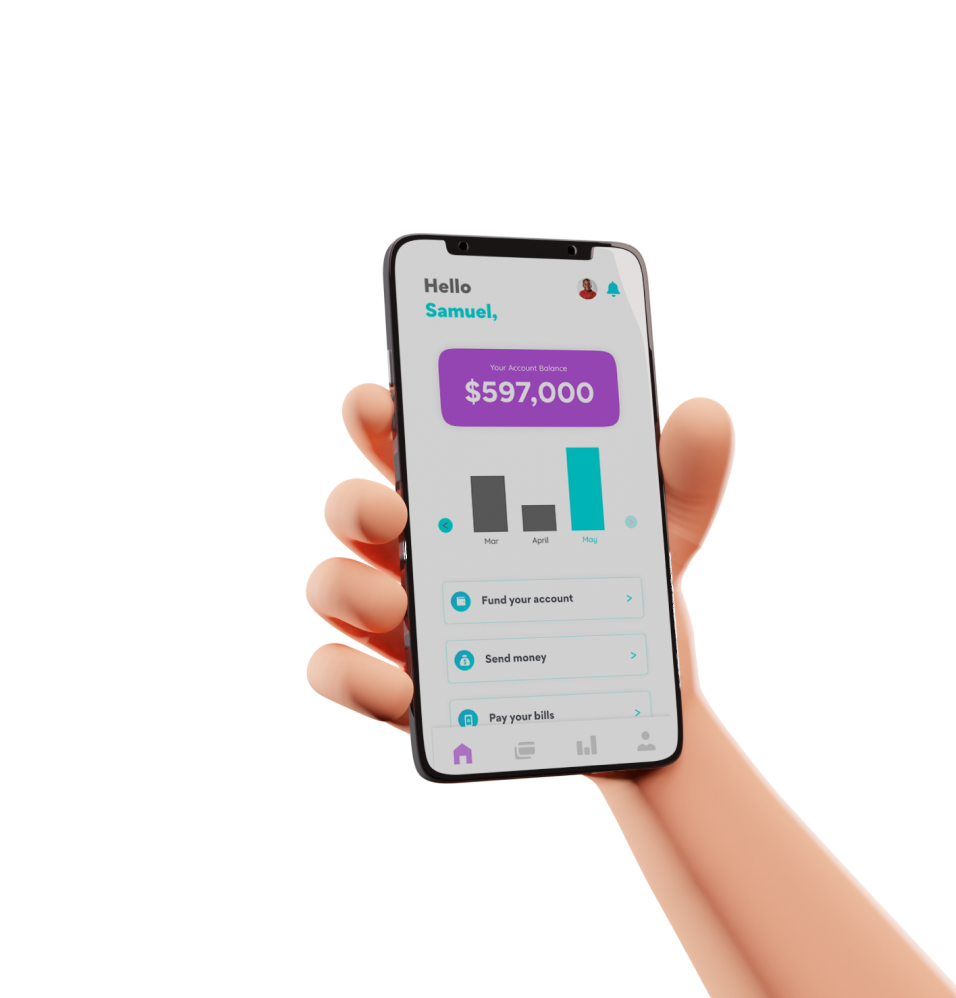 Hello
Samuel,
Your Account Balance
$597,000
Mar April May
Fund your account
Send money
Pay your bills